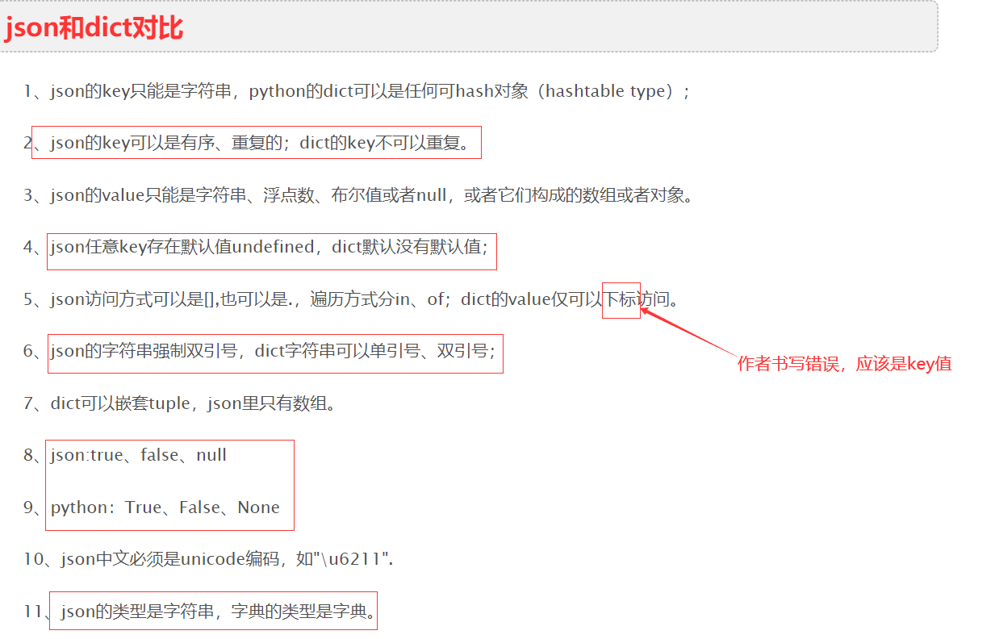 json和dict对比
1、json的key只能是字符串，python的dict可以是任何可hash对象（hashtable type）；
2、json的key可以是有序、重复的；dict的key不可以重复。
3、json的value只能是字符串、浮点数、布尔值或者null，或者它们构成的数组或者对象。
4、json任意key存在默认值undefined，dict默认没有默认值；
5、json访问方式可以是[],也可以是.，遍历方式分in、of；dict的value仅可以下标访问。
6、json的字符串强制双引号，dict字符串可以单引号、双引号；
作者书写错误，应该是key值
7、dict可以嵌套tuple，json里只有数组。
8、json:true、false、null
9、python：True、False、None
10、json中文必须是unicode编码，如"\u6211".
11、json的类型是字符串，字典的类型是字典。